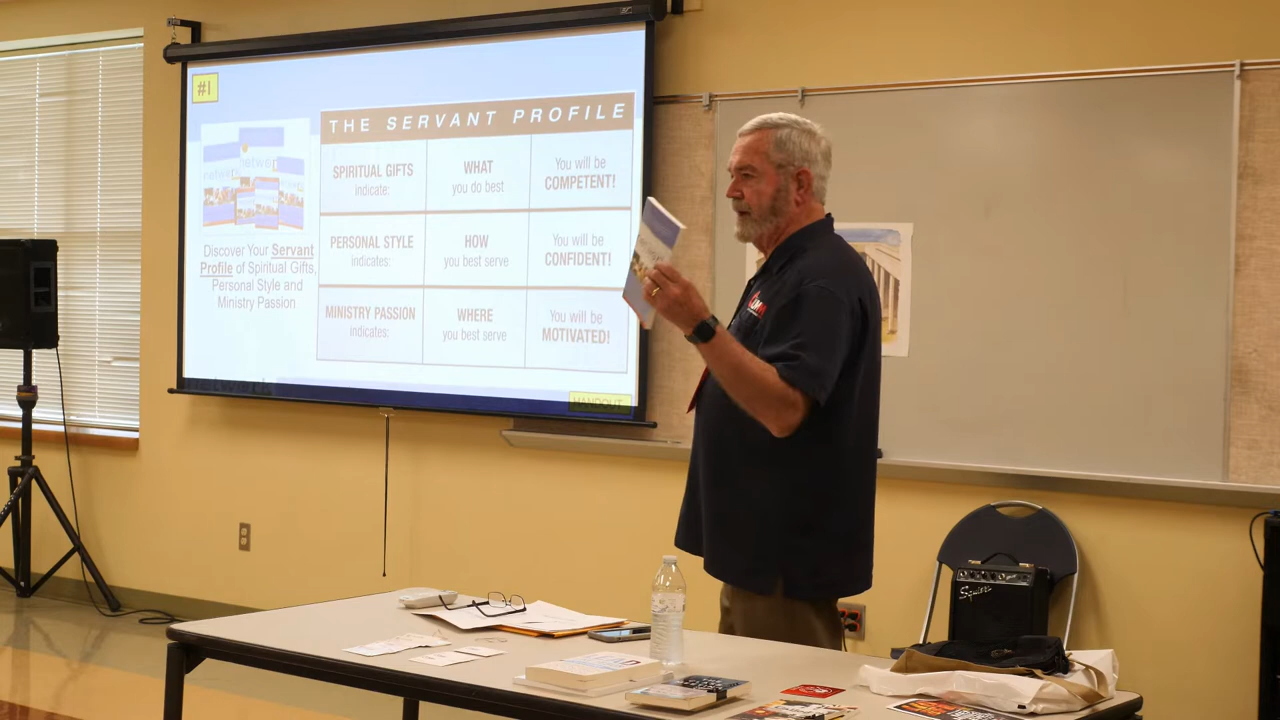 #1
THE SERVANT PROFILE
SPIRITUAL GIFTS
indicate:
WHAT
you do best
You will be
COMPETENT!
PERSONAL STYLE
indicates:
HOW
you best serve
You will be
CONFIDENT!
MINISTRY PASSION
indicates:
WHERE
you best serve
You will be
MOTIVATED!
Discover Your Servant
Profile of Spiritual Gifts,
Personal Style and
Ministry Passion
network
HANDOUT
Squier